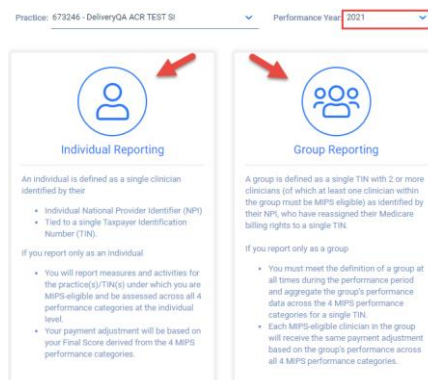 Practice: 673246 - DeliveryQA ACR TEST SI
Performance Year: 2021
Individual Reporting
An individual is defined as a single clinician
identified by their
• Individual National Provider Identifier (NPI)
• Tied to a single Taxpayer Identification
Number (TIN).
If you report only as an individual
• You will report measures and activities for
the practice(s)/TIN(s) under which you are
MIPS-eligible and be assessed across all 4
performance categories at the individual
level.
• Your payment adjustment will be based on
your Final Score derived from the 4 MIPS
performance categories.
Group Reporting
A group is defined as a single TIN with 2 or more
clinicians (of which at least one clinician within
the group must be MIPS eligible) as identified by
their NPI, who have reassigned their Medicare
billing rights to a single TIN.
If you report only as a group
• You must meet the definition of a group at
all times during the performance period
and aggregate the group's performance
data across the 4 MIPS performance
categories for a single TIN.
• Each MIPS-eligible clinician in the group
will receive the same payment adjustment
based on the group's performance across
all 4 MIPS performance categories.